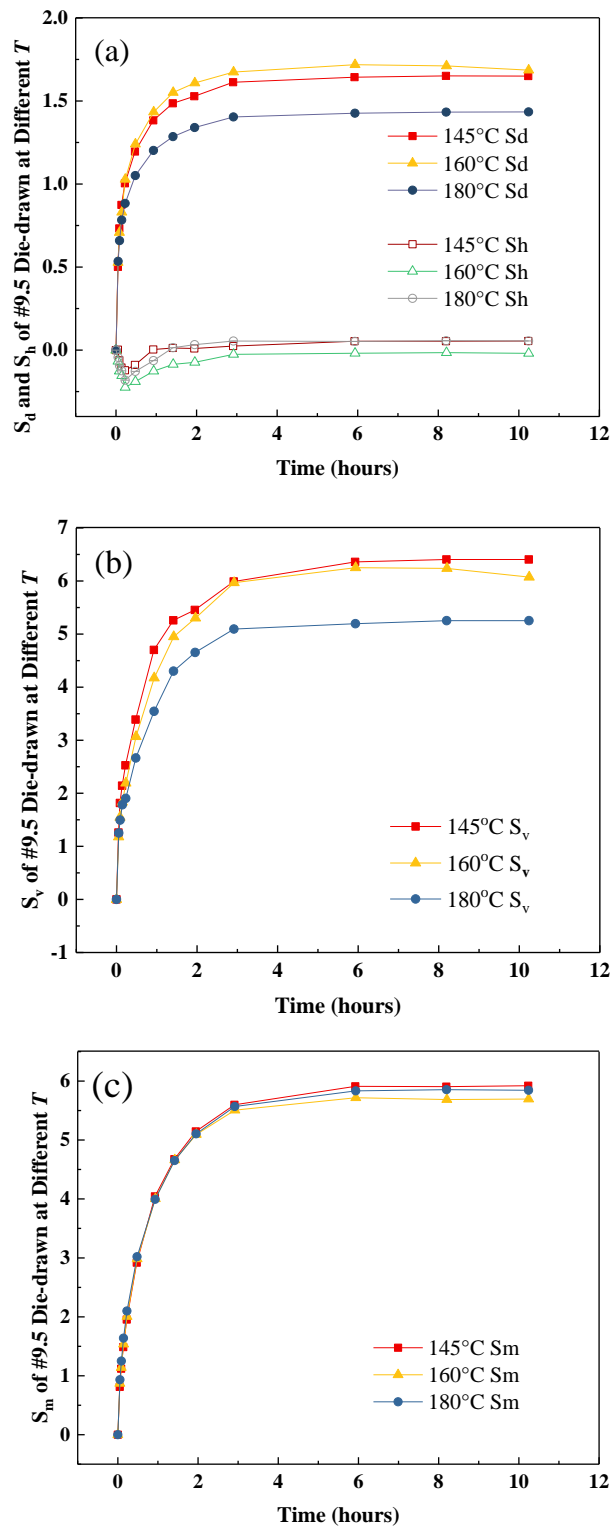 (a)
2.0
1.5
1.0
0.5
0.0
S_d and S_h of #9.5 Die-drawn at Different T
145°C Sd
160°C Sd
180°C Sd
145°C Sh
160°C Sh
180°C Sh
0 2 4 6 8 10 12
Time (hours)
(b)
7
6
5
4
3
2
1
0
-1
S_v of #9.5 Die-drawn at Different T
145°C S_v
160°C S_v
180°C S_v
0 2 4 6 8 10 12
Time (hours)
(c)
6
5
4
3
2
1
0
S_m of #9.5 Die-drawn at Different T
145°C Sm
160°C Sm
180°C Sm
0 2 4 6 8 10 12
Time (hours)